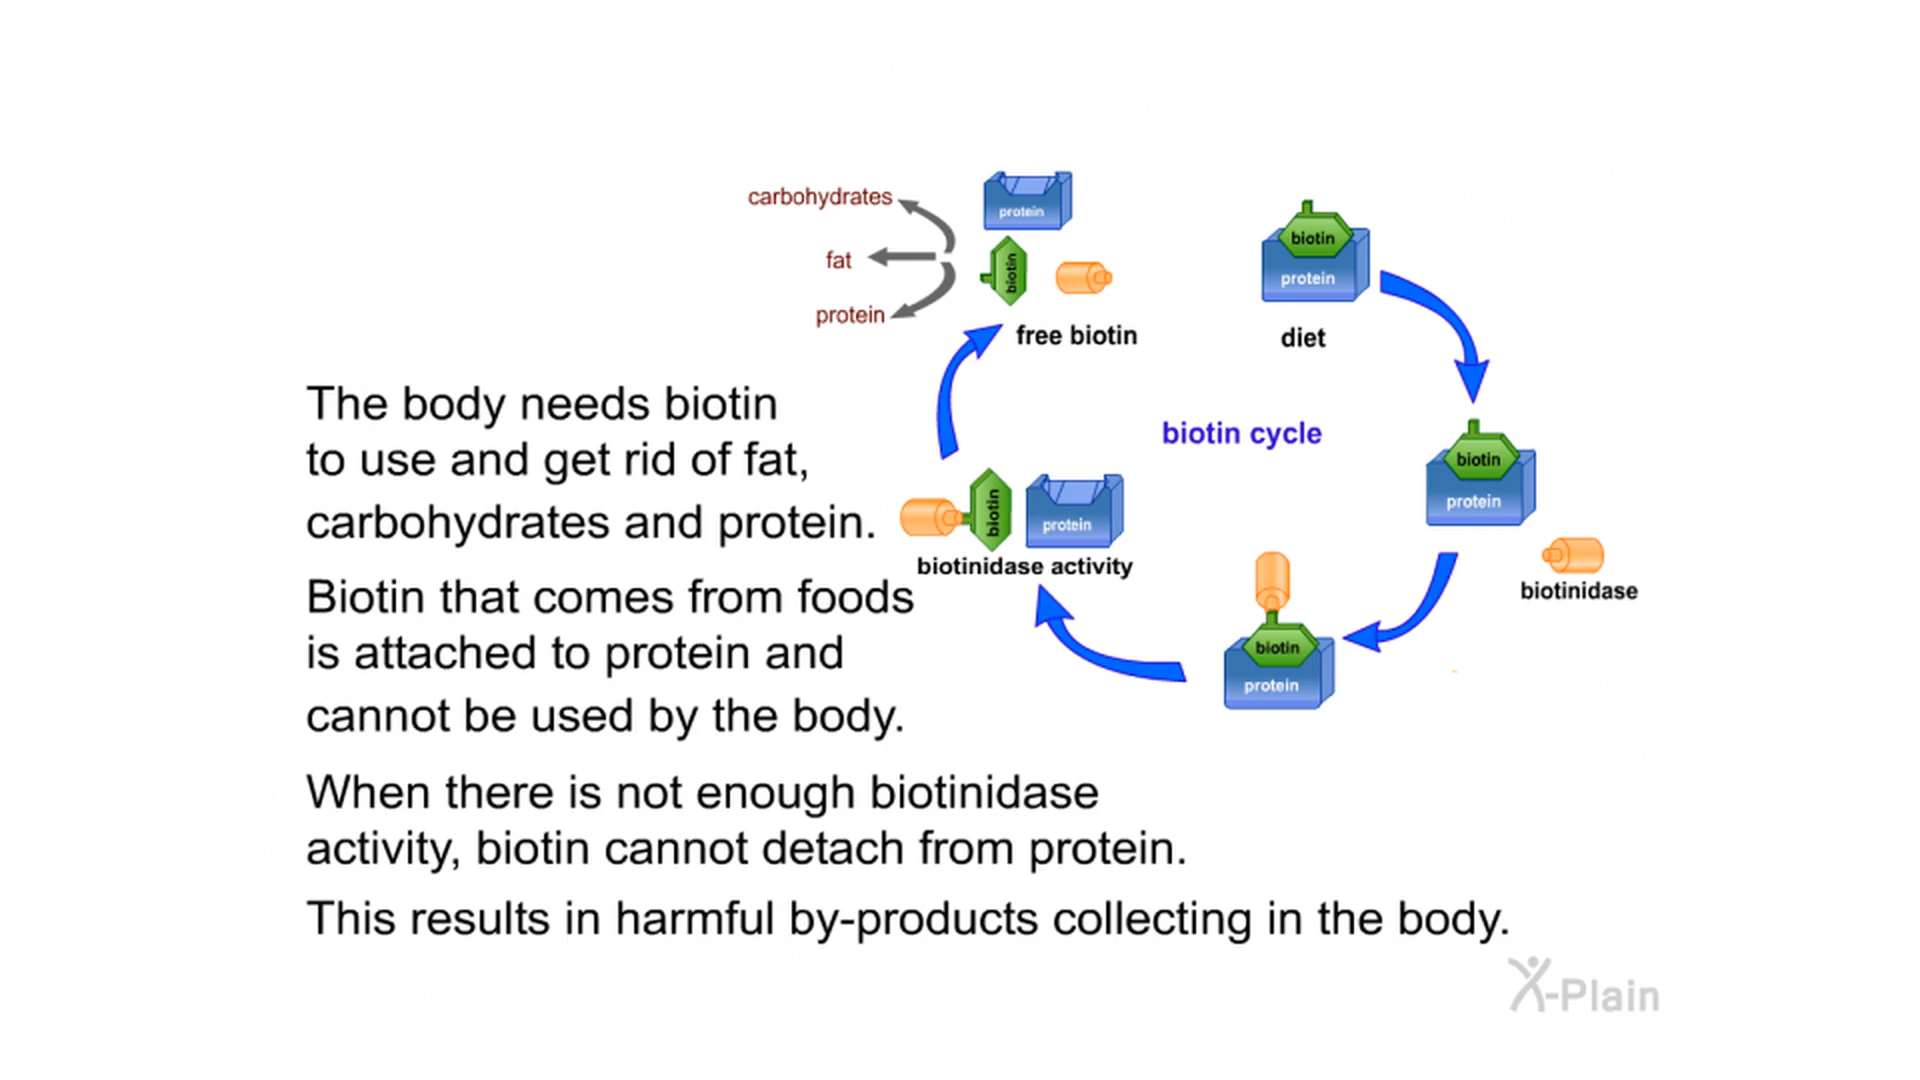 carbohydrates
fat
protein
protein
biotin
free biotin
biotin
protein
diet
biotin cycle
biotin
protein
biotinidase
biotin
protein
biotin
protein
biotinidase activity
The body needs biotin
to use and get rid of fat,
carbohydrates and protein.
Biotin that comes from foods
is attached to protein and
cannot be used by the body.
When there is not enough biotinidase
activity, biotin cannot detach from protein.
This results in harmful by-products collecting in the body.
X-Plain